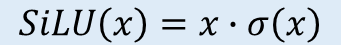 SiLU(x) = x · σ(x)